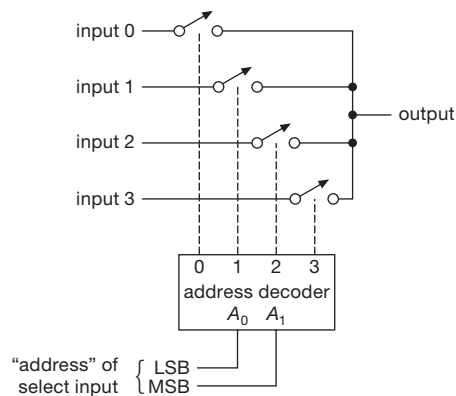 input 0
input 1
output
input 2
input 3
0 1 2 3
address decoder
A0 A1
"address" of
select input
LSB
MSB